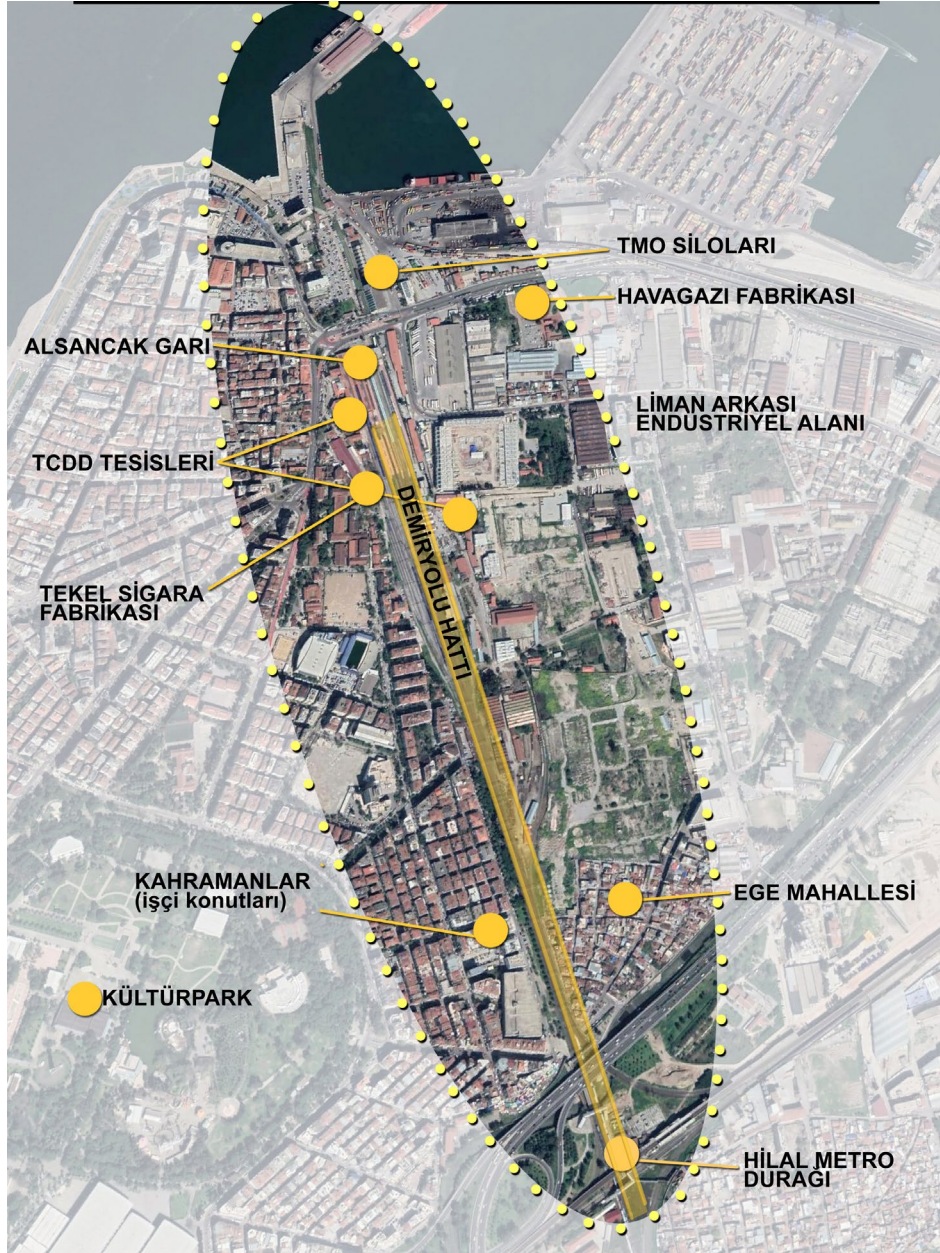 TMO SİLOLARI
HAVAGAZI FABRİKASI
ALSANCAK GARI
LİMAN ARKASI
ENDÜSTRİYEL ALANI
TCDD TESİSLERİ
DEMİRYOLU HATTI
TEKEL SİGARA
FABRİKASI
KAHRAMANLAR
(işçi konutları)
EGE MAHALLESİ
KÜLTÜRPARK
HİLAL METRO
DURAĞI